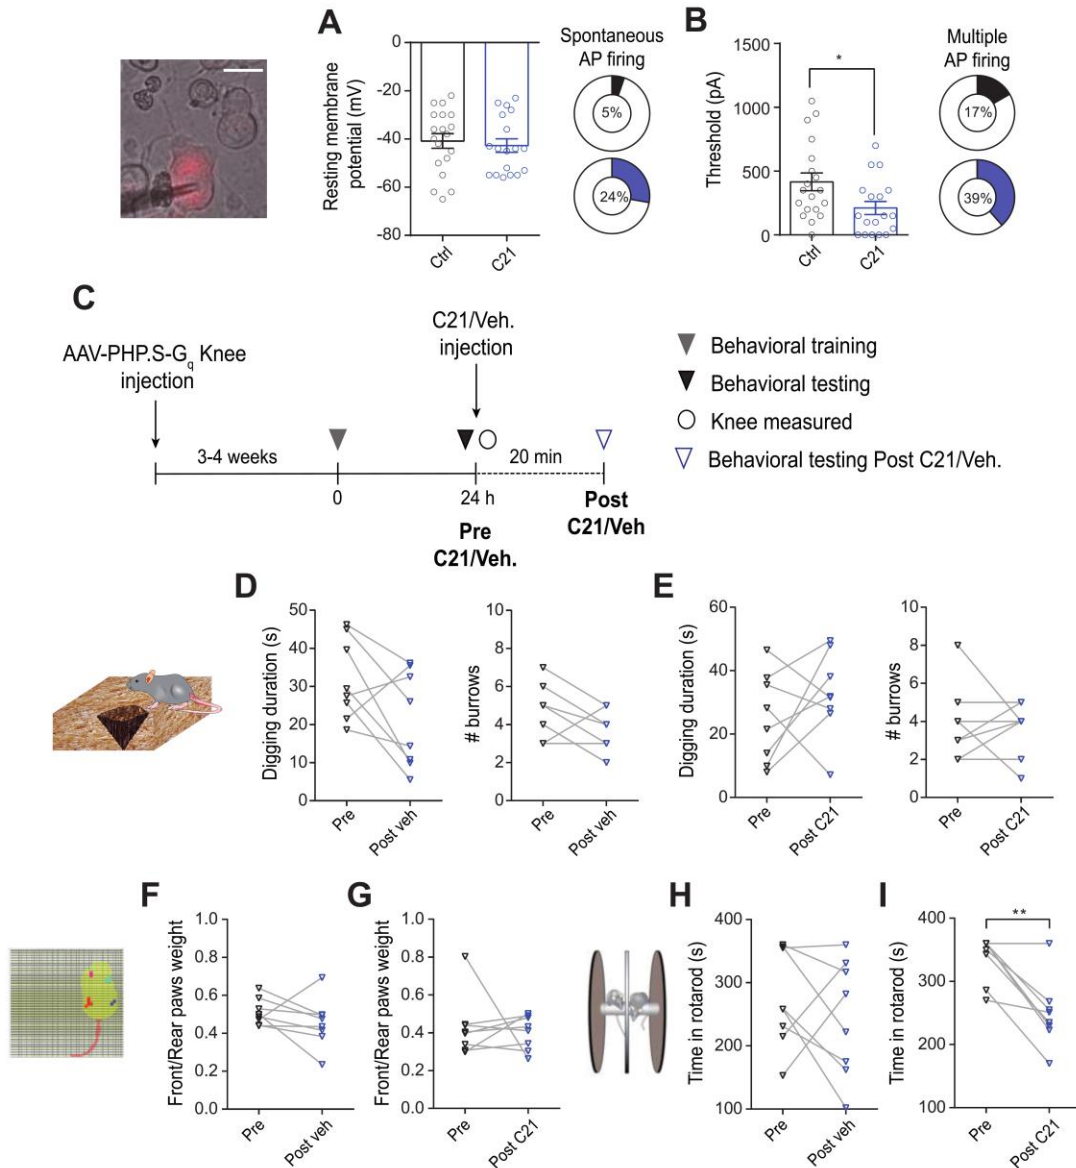 A
Resting membrane
potential (mV)
0
-20
-40
-60
-80
Ctrl
C21
Spontaneous
AP firing
5%
24%
B
Threshold (pA)
1500
1000
500
0
*
Ctrl
C21
Multiple
AP firing
17%
39%
C
AAV-PHP.S-Gq Knee
injection
C21/Veh.
injection
3-4 weeks
20 min
0
24 h
Pre
C21/Veh.
Post
C21/Veh
Behavioral training
Behavioral testing
Knee measured
Behavioral testing Post C21/Veh.
D
Digging duration (s)
50
40
30
20
10
0
Pre
Post veh
# burrows
10
8
6
4
2
0
Pre
Post veh
E
Digging duration (s)
60
40
20
0
Pre
Post C21
# burrows
10
8
6
4
2
0
Pre
Post C21
F
Front/Rear paws weight
1.0
0.8
0.6
0.4
0.2
0.0
Pre
Post veh
G
Front/Rear paws weight
1.0
0.8
0.6
0.4
0.2
0.0
Pre
Post C21
H
Time in rotarod (s)
400
300
200
100
Pre
Post veh
I
Time in rotarod (s)
400
300
200
100
**
Pre
Post C21